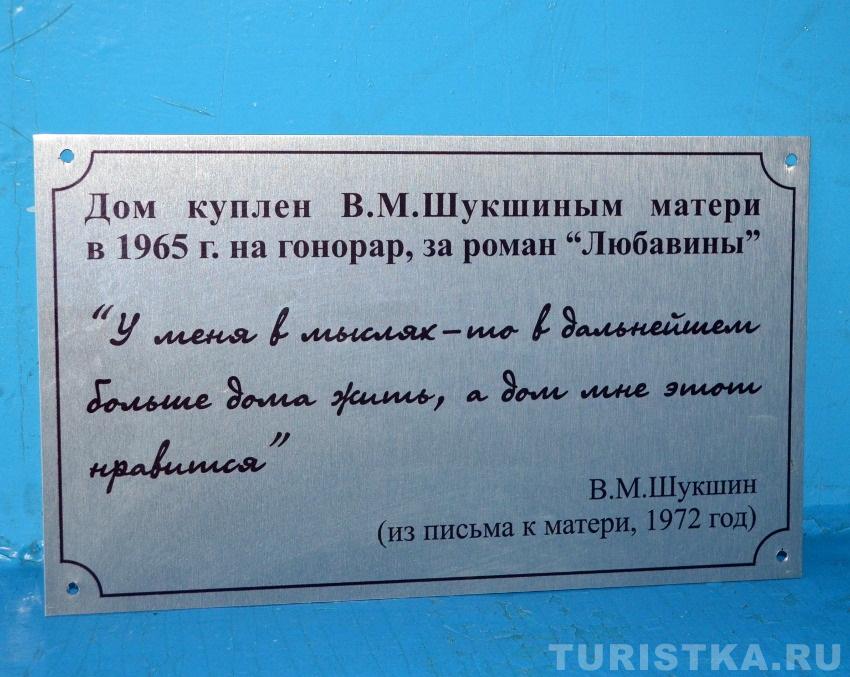 Дом куплен В.М.Шукшиным матери
в 1965 г. на гонорар, за роман “Любавины”
“У меня в мыслях-то в дальнейшем
больше дома жить, а дом мне этот
нравится”
В.М.Шукшин
(из письма к матери, 1972 год)
TURISTKA.RU